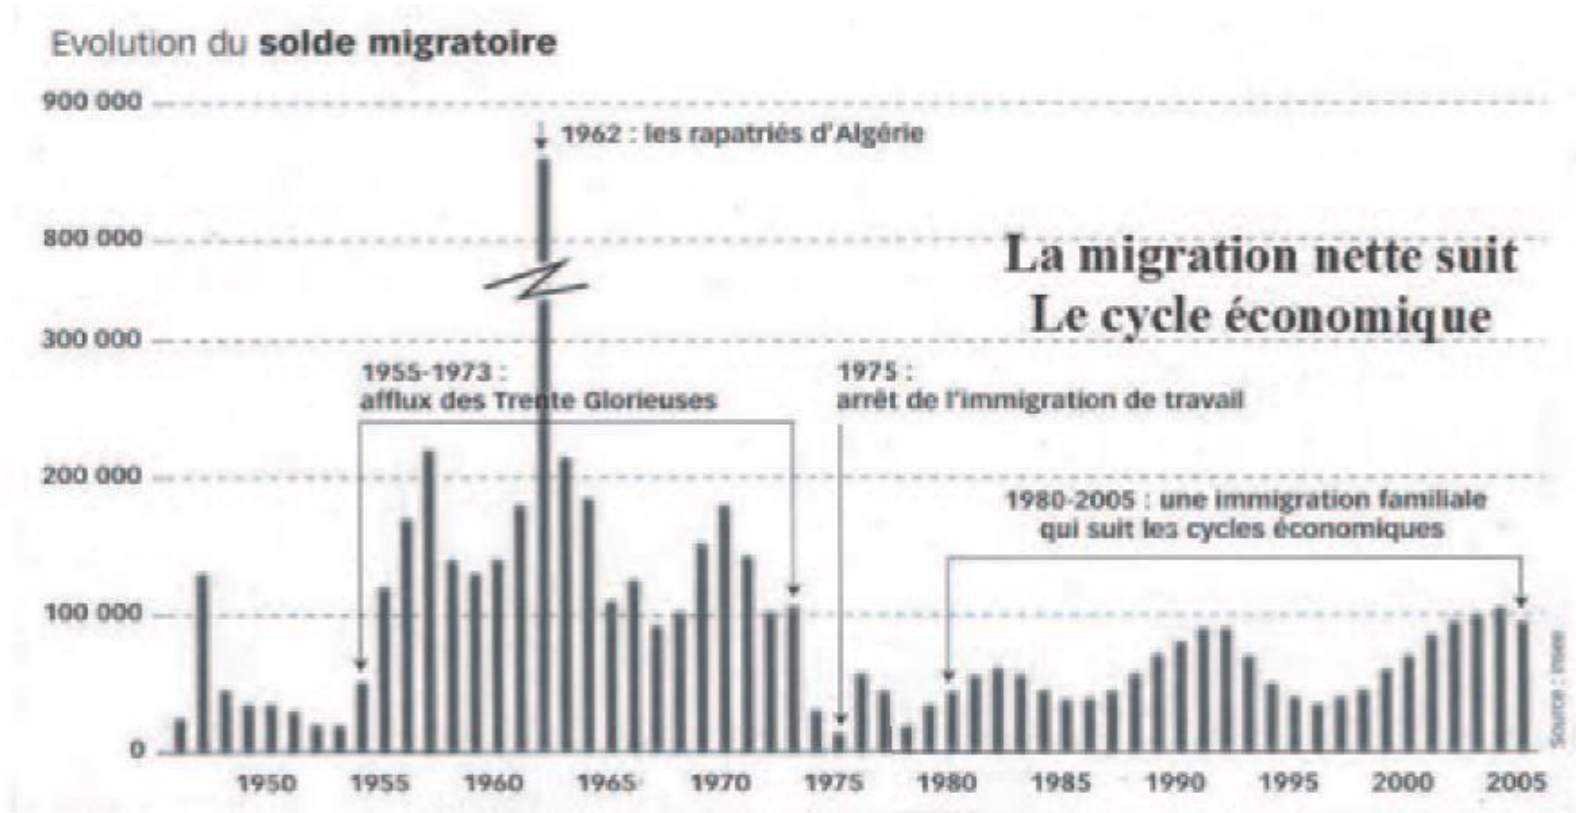 Evolution du solde migratoire
900 000
1962 : les rapatriés d'Algérie
800 000
La migration nette suit
Le cycle économique
300 000
1955-1973 :
afflux des Trente Glorieuses
1975 :
arrêt de l'immigration de travail
200 000
1980-2005 : une immigration familiale
qui suit les cycles économiques
100 000
0
1950 1955 1960 1965 1970 1975 1980 1985 1990 1995 2000 2005
Source : Insee